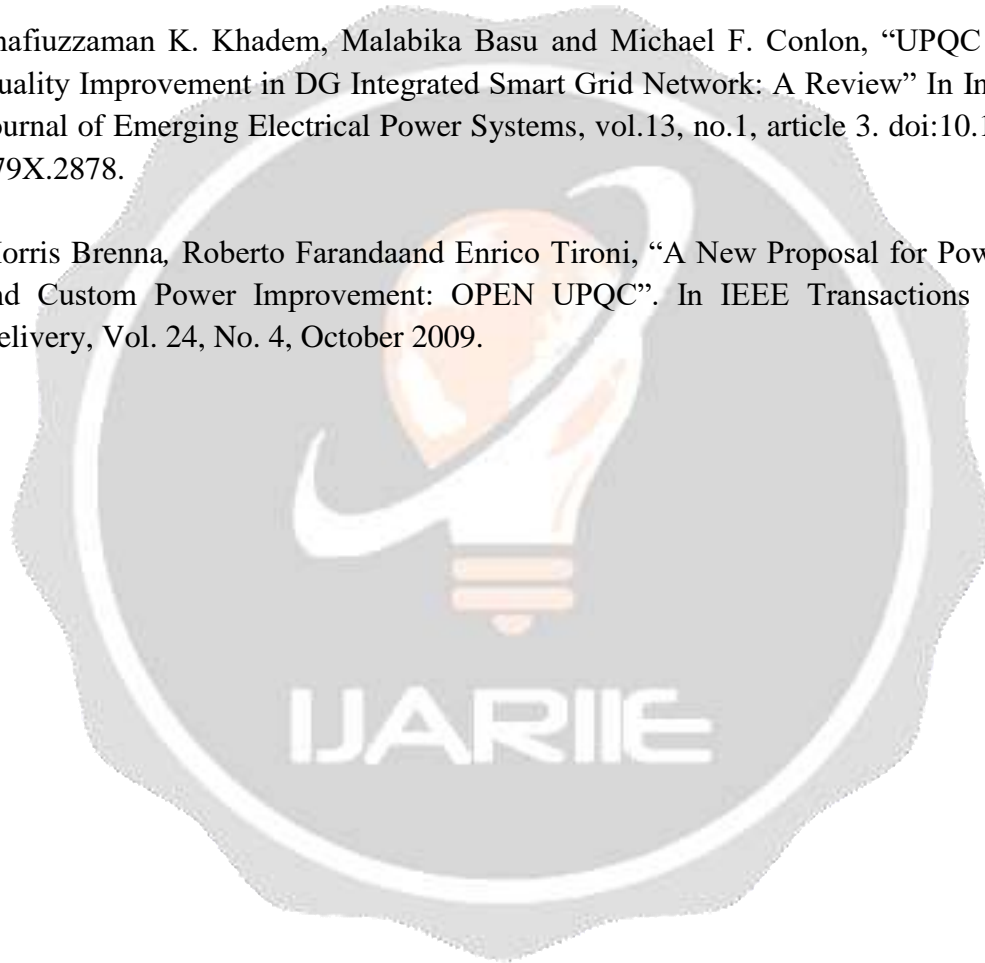 hafiuzzaman K. Khadem, Malabika Basu and Michael F. Conlon, “UPQC
uality Improvement in DG Integrated Smart Grid Network: A Review” In In
ournal of Emerging Electrical Power Systems, vol.13, no.1, article 3. doi:10.1
79X.2878.
orris Brenna, Roberto Farandaand Enrico Tironi, “A New Proposal for Pow
nd Custom Power Improvement: OPEN UPQC”. In IEEE Transactions
elivery, Vol. 24, No. 4, October 2009.
IJARIIE